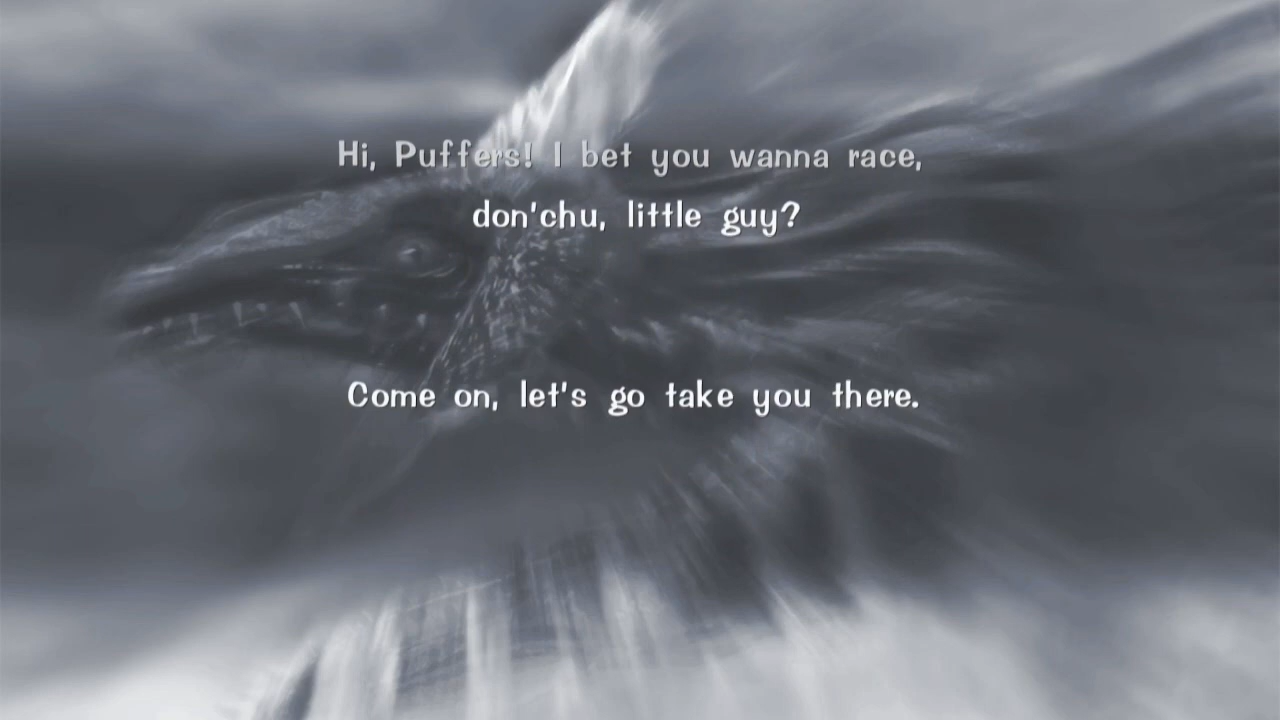 Hi, Puffers! I bet you wanna race,
don'chu, little guy?
Come on, let's go take you there.